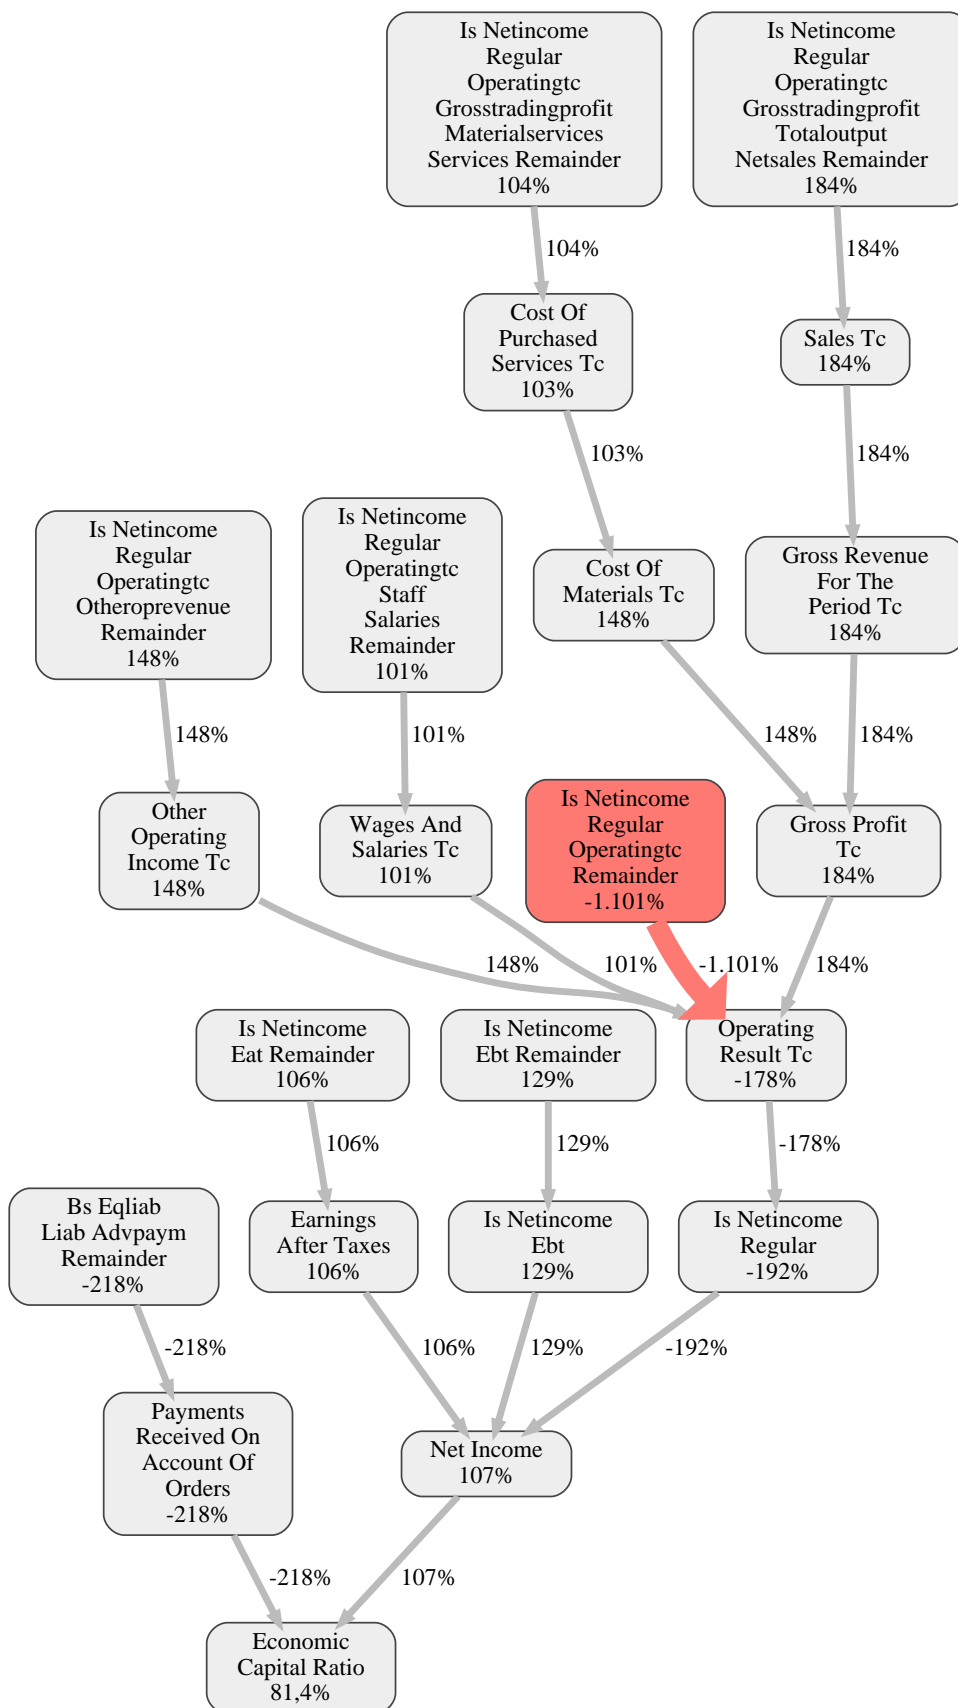 Is Netincome
Regular
Operatingtc
Grosstradingprofit
Materialservices
Services Remainder
104%
Is Netincome
Regular
Operatingtc
Grosstradingprofit
Totaloutput
Netsales Remainder
184%
104%
184%
Cost Of
Purchased
Services Tc
103%
Sales Tc
184%
103%
184%
Is Netincome
Regular
Operatingtc
Otheroprevenue
Remainder
148%
Is Netincome
Regular
Operatingtc
Staff
Salaries
Remainder
101%
Cost Of
Materials Tc
148%
Gross Revenue
For The
Period Tc
184%
148%
101%
148%
184%
Other
Operating
Income Tc
148%
Wages And
Salaries Tc
101%
Is Netincome
Regular
Operatingtc
Remainder
-1.101%
Gross Profit
Tc
184%
148%
101%
-1.101%
184%
Is Netincome
Eat Remainder
106%
Is Netincome
Ebt Remainder
129%
Operating
Result Tc
-178%
106%
129%
-178%
Bs Eqliab
Liab Advpaym
Remainder
-218%
Earnings
After Taxes
106%
Is Netincome
Ebt
129%
Is Netincome
Regular
-192%
-218%
106%
129%
-192%
Payments
Received On
Account Of
Orders
-218%
Net Income
107%
-218%
107%
Economic
Capital Ratio
81,4%